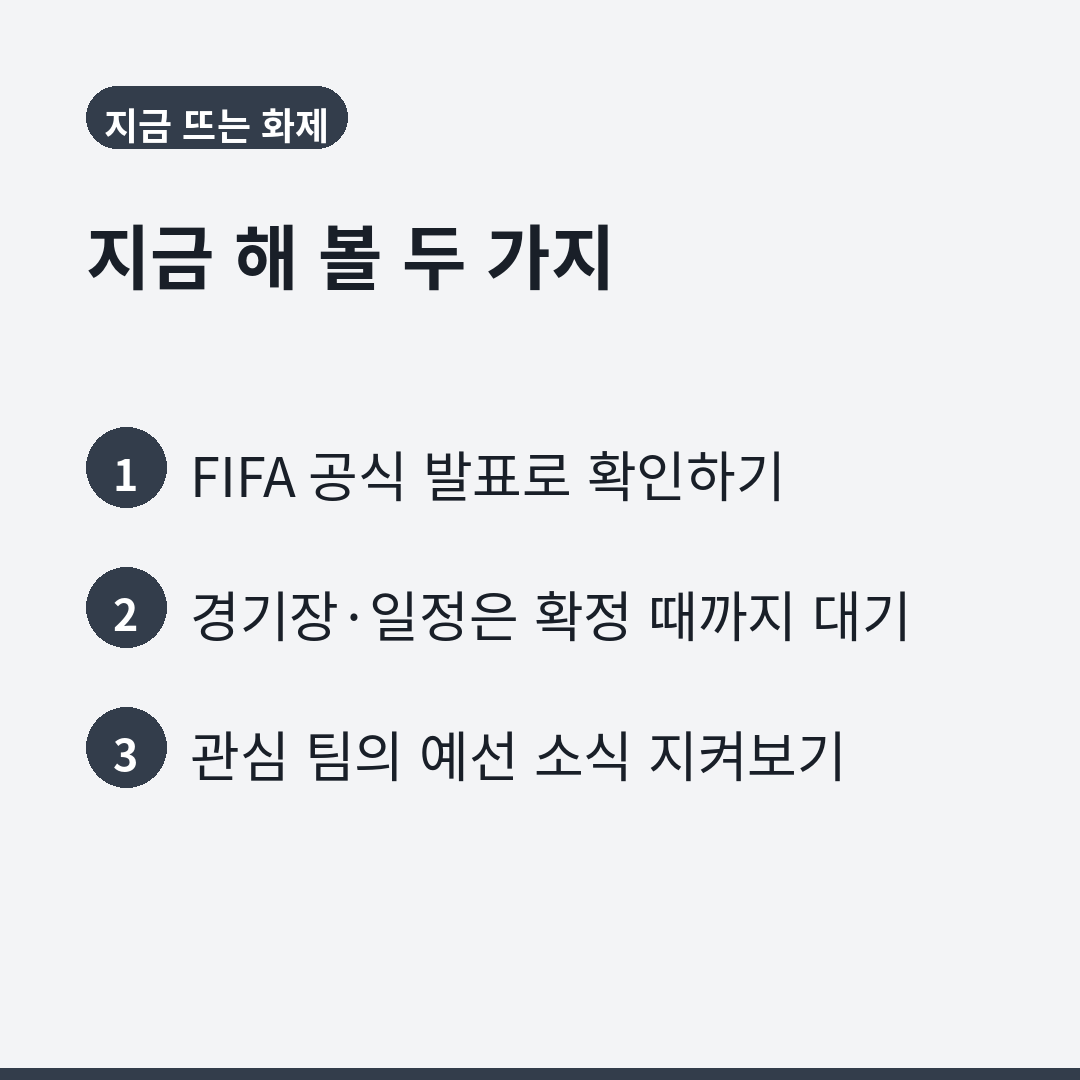 지금 뜨는 화제
지금 해 볼 두 가지
1 FIFA 공식 발표로 확인하기
2 경기장·일정은 확정 때까지 대기
3 관심 팀의 예선 소식 지켜보기